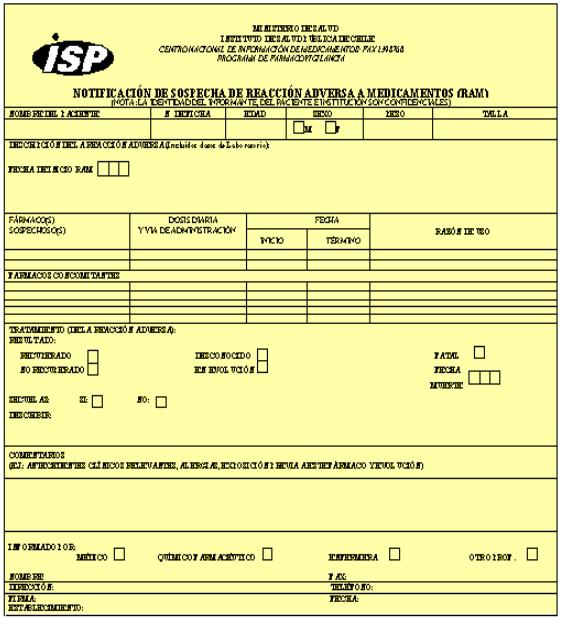 ISP
MINISTERIO DE SALUD
INSTITUTO DE SALUD PÚBLICA DE CHILE
CENTRO NACIONAL DE INFORMACIÓN DE MEDICAMENTOS FAX
PROGRAMA DE FARMACOVIGILANCIA
NOTIFICACIÓN DE SOSPECHA DE REACCIÓN ADVERSA A MEDICAMENTOS (RAM)
(NOTA: LA IDENTIDAD DEL INFORMANTE, DEL PACIENTE E INSTITUCIÓN SON CONFIDENCIALES)
NOMBRE DEL PACIENTE N DE FICHA EDAD SEXO PESO TALLA
M F
DESCRIPCIÓN DE LA REACCIÓN ADVERSA (Incluidos datos de Laboratorio):
FECHA DE INICIO RAM
FÁRMACO(S) DOSIS DIARIA FECHA
SOSPECHOSO(S) Y VIA DE ADMINISTRACIÓN RAZÓN DE USO
INICIO TÉRMINO
FARMACOS CONCOMITANTES
TRATAMIENTO (DE LA REACCIÓN ADVERSA):
RESULTADO:
RECUPERADO DESCONOCIDO FATAL
NO RECUPERADO EN EVOLUCIÓN FECHA
MUERTE
SECUELAS: SI: NO:
DESCRIBIR:
COMENTARIOS
(EJ.: ANTECEDENTES CLÍNICOS RELEVANTES, ALERGIAS, EXPOSICIÓN PREVIA A ESTE FÁRMACO Y EVOLUCIÓN)
INFORMADO POR:
MÉDICO QUÍMICO FARMACÉUTICO ENFERMERA OTRO PROF.
NOMBRE: FAX:
DIRECCIÓN: TELÉFONO:
FIRMA: FECHA:
ESTABLECIMIENTO: